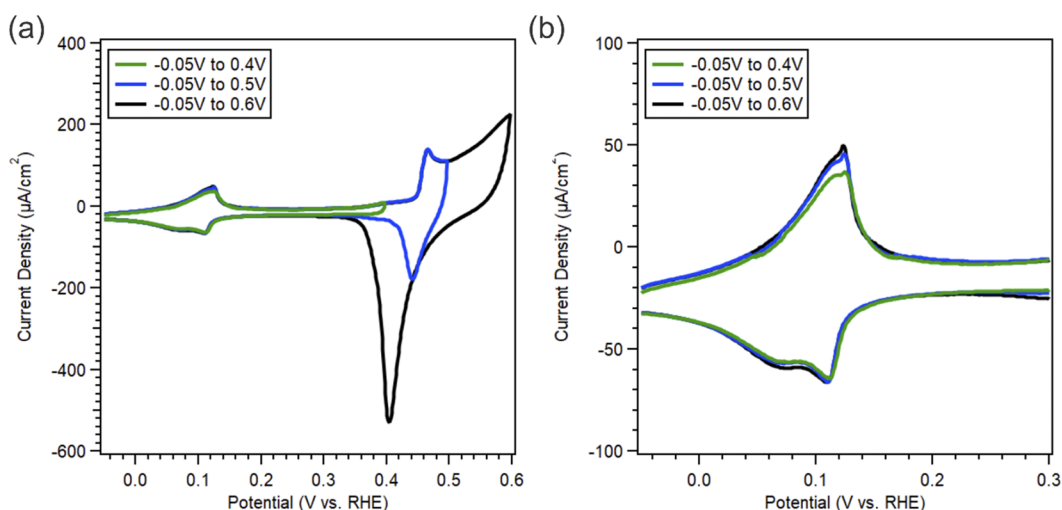 (a)
400
200
0
-200
-400
-600
Current Density (µA/cm²)
-0.05V to 0.4V
-0.05V to 0.5V
-0.05V to 0.6V
0.0 0.1 0.2 0.3 0.4 0.5 0.6
Potential (V vs. RHE)
(b)
100
50
0
-50
-100
Current Density (µA/cm²)
-0.05V to 0.4V
-0.05V to 0.5V
-0.05V to 0.6V
0.0 0.1 0.2 0.3
Potential (V vs. RHE)